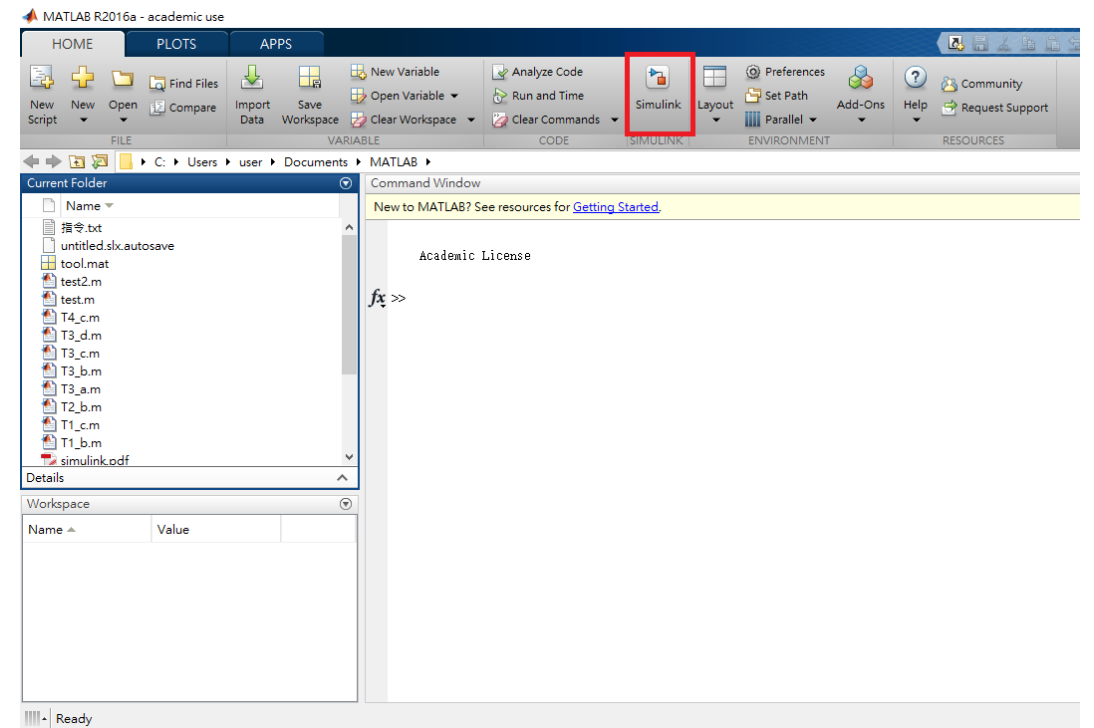 MATLAB R2016a - academic use
HOME PLOTS APPS
New Script
New
Open
Find Files
Compare
Import Data
Save Workspace
New Variable
Open Variable
Clear Workspace
Analyze Code
Run and Time
Clear Commands
Simulink
Layout
Preferences
Set Path
Parallel
Add-Ons
Help
Community
Request Support
FILE VARIABLE CODE SIMULINK ENVIRONMENT RESOURCES
C: Users user Documents MATLAB
Current Folder
Name
指令.txt
untitled.slx.autosave
tool.mat
test2.m
test.m
T4_c.m
T3_d.m
T3_c.m
T3_b.m
T3_a.m
T2_b.m
T1_c.m
T1_b.m
simulink.pdf
Details
Workspace
Name Value
Command Window
New to MATLAB? See resources for Getting Started.
Academic License
fx >>
Ready